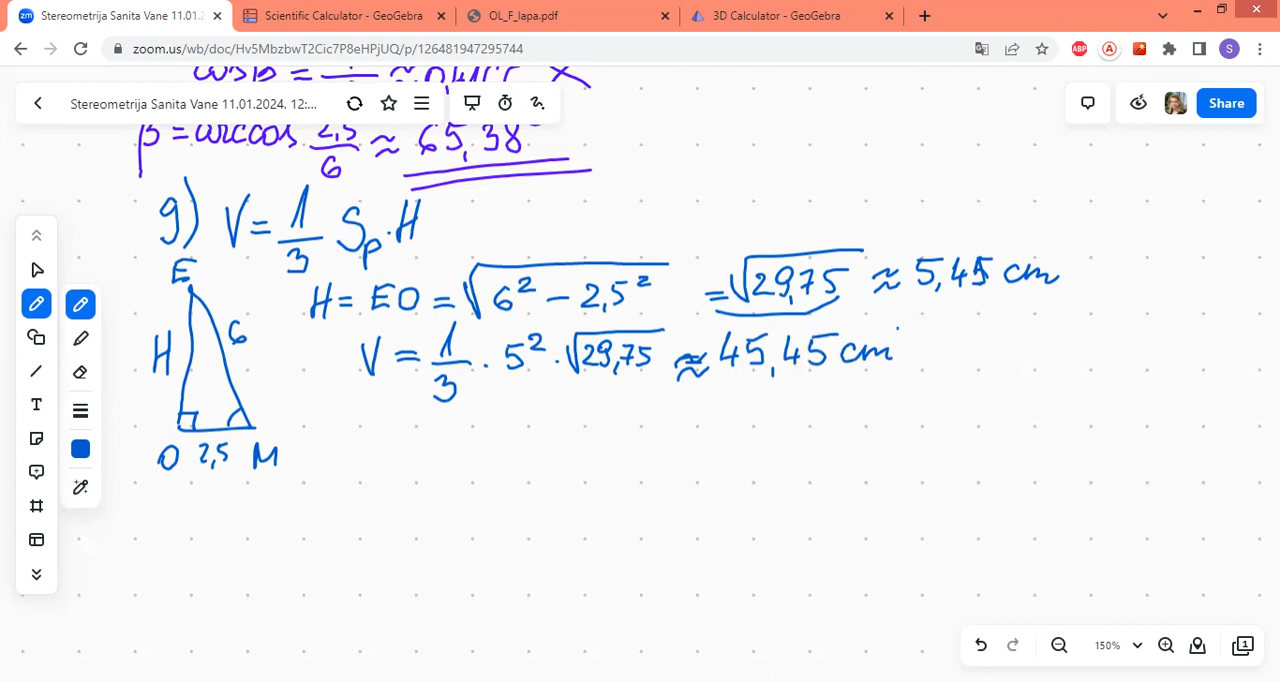 Stereometrija Sanita Vane 11.01.2
Scientific Calculator - GeoGebra
OL_F_lapa.pdf
3D Calculator - GeoGebra
zoom.us/wb/doc/Hv5MbzbwT2Cic7P8eHPjUQ/p/126481947295744
ABP
S
Stereometrija Sanita Vane 11.01.2024. 12:...
Share
β = arccos 2,5/6 ≈ 65,38°
g) V = 1/3 Sp · H
E
H = EO = √(6² − 2,5²) = √29,75 ≈ 5,45 cm
H 6
V = 1/3 · 5² · √29,75 ≈ 45,45 cm
O 2,5 M
T
150%
1